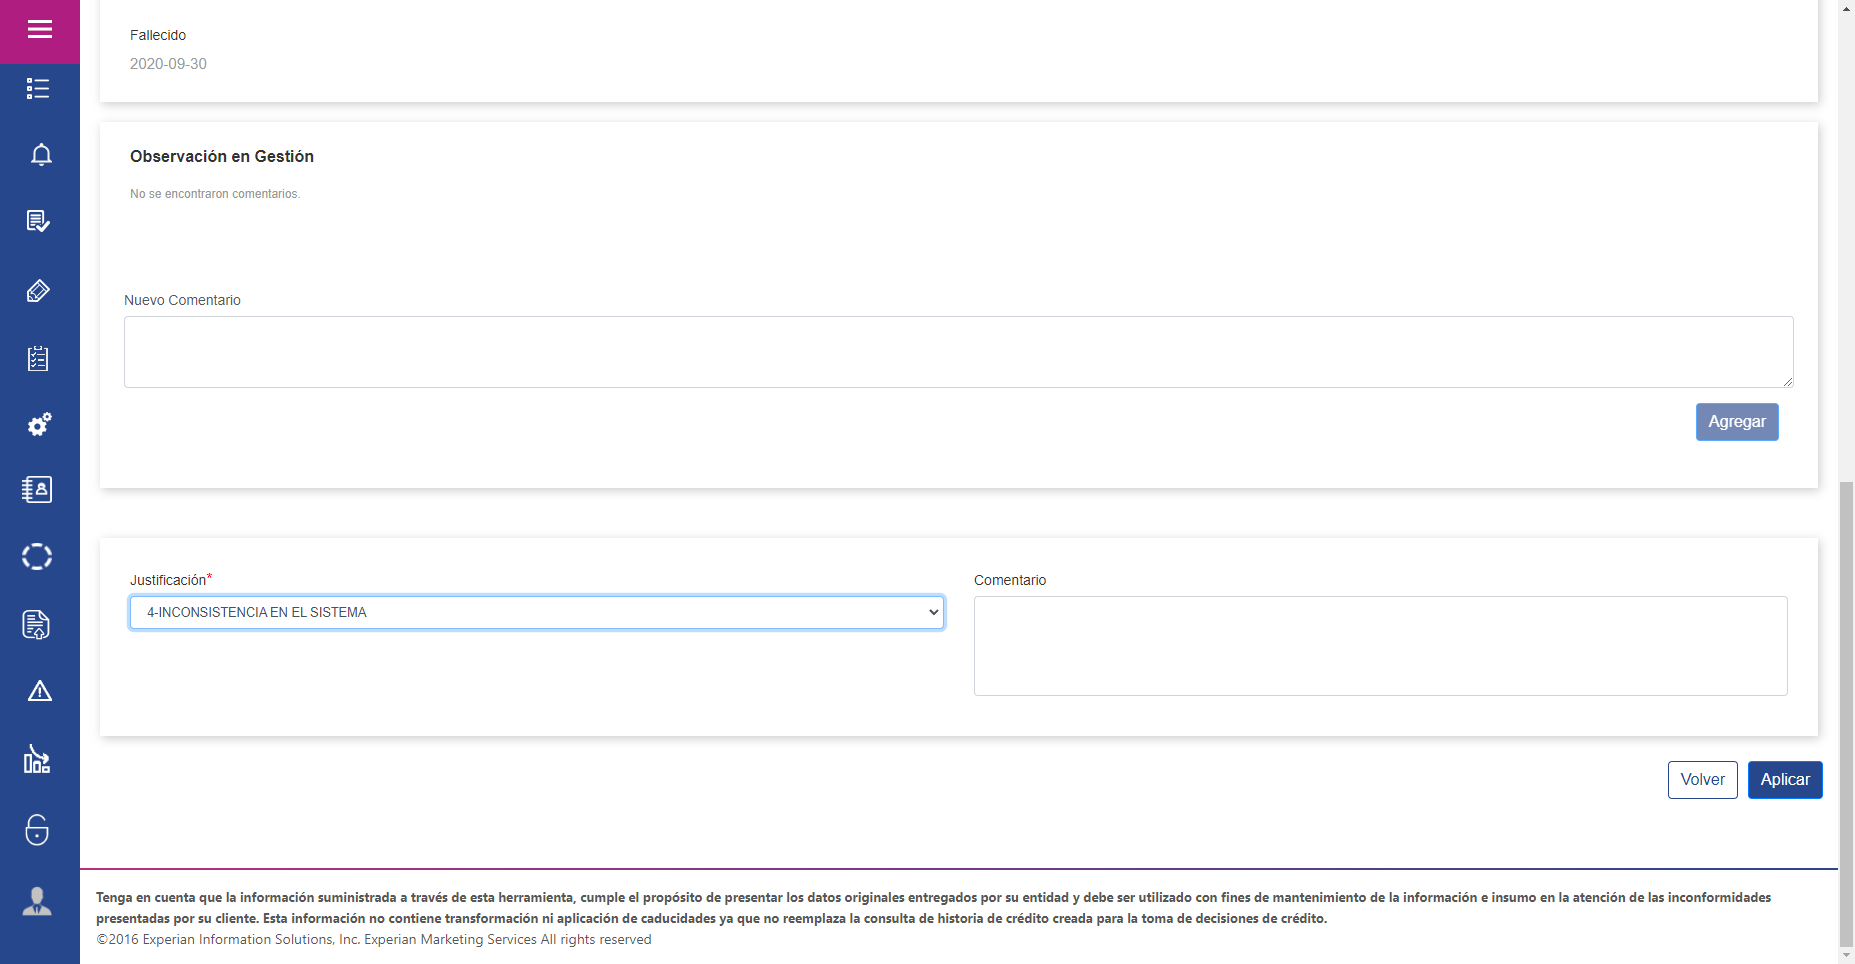 Fallecido
2020-09-30
Observación en Gestión
No se encontraron comentarios.
Nuevo Comentario
Agregar
Justificación*
Comentario
4-INCONSISTENCIA EN EL SISTEMA
Volver
Aplicar
Tenga en cuenta que la información suministrada a través de esta herramienta, cumple el propósito de presentar los datos originales entregados por su entidad y debe ser utilizado con fines de mantenimiento de la información e insumo en la atención de las inconformidades
presentadas por su cliente. Esta información no contiene transformación ni aplicación de caducidades ya que no reemplaza la consulta de historia de crédito creada para la toma de decisiones de crédito.
©2016 Experian Information Solutions, Inc. Experian Marketing Services All rights reserved